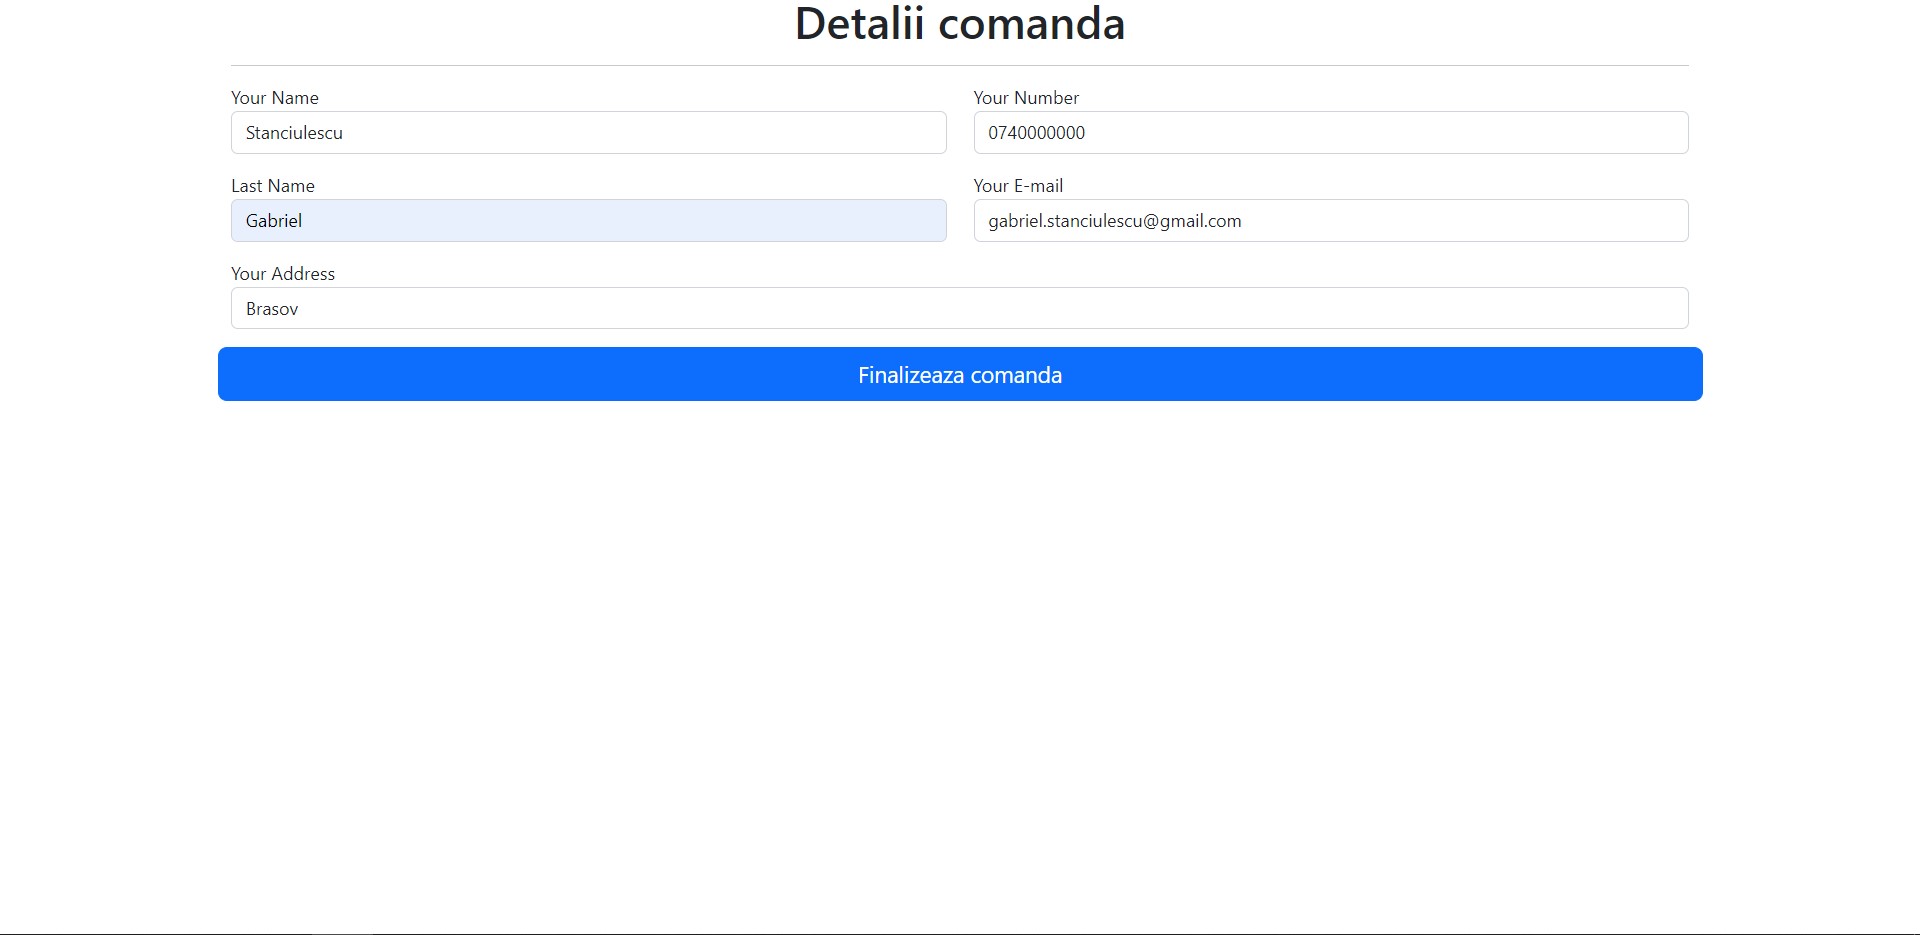 Detalii comanda
Your Name
Stanciulescu
Your Number
0740000000
Last Name
Gabriel
Your E-mail
gabriel.stanciulescu@gmail.com
Your Address
Brasov
Finalizeaza comanda